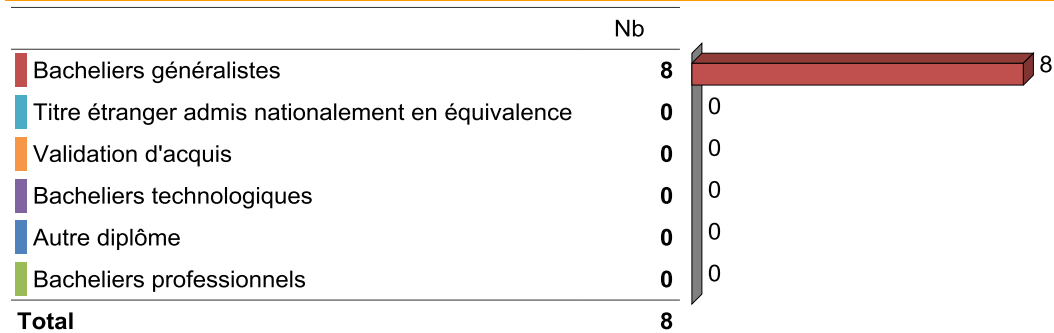 Nb
Bacheliers généralistes 8 8
Titre étranger admis nationalement en équivalence 0 0
Validation d'acquis 0 0
Bacheliers technologiques 0 0
Autre diplôme 0 0
Bacheliers professionnels 0 0
Total 8